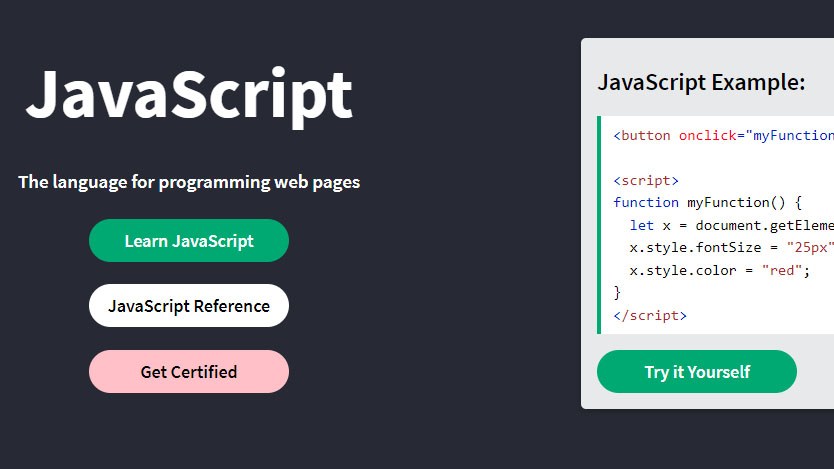 JavaScript
The language for programming web pages
Learn JavaScript
JavaScript Reference
Get Certified
JavaScript Example:
<button onclick="myFunction
<script>
function myFunction() {
  let x = document.getEleme
  x.style.fontSize = "25px"
  x.style.color = "red";
}
</script>
Try it Yourself